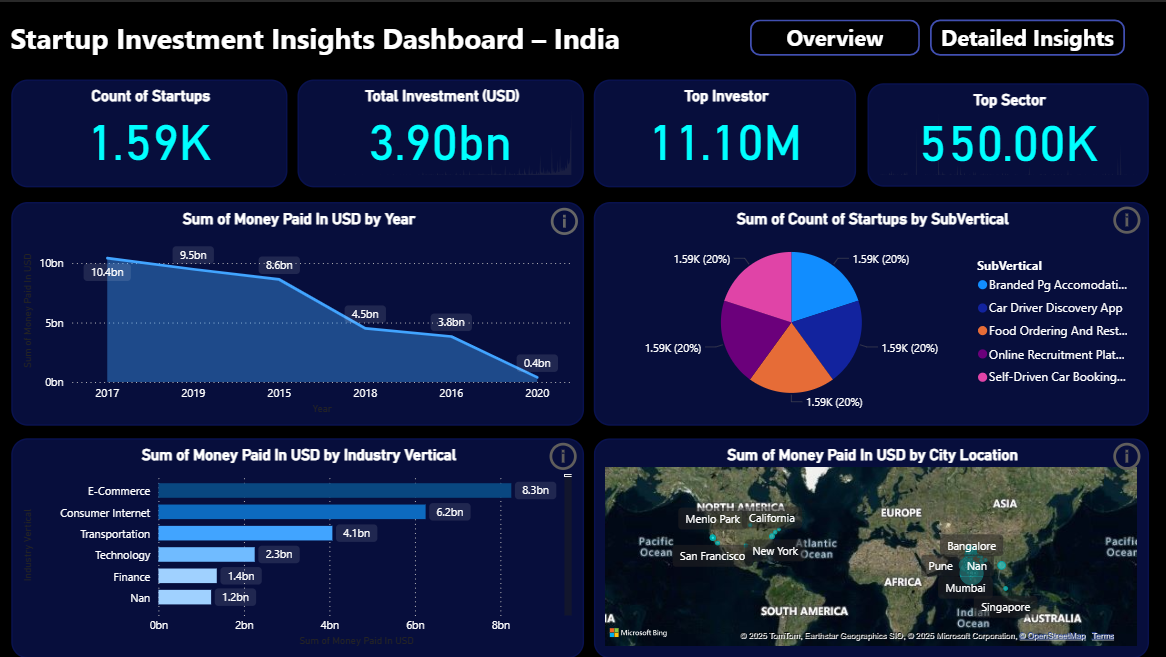 Startup Investment Insights Dashboard – India
Overview
Detailed Insights
Count of Startups
1.59K
Total Investment (USD)
3.90bn
Top Investor
11.10M
Top Sector
550.00K
Sum of Money Paid In USD by Year
Sum of Money Paid In USD
10bn
5bn
0bn
10.4bn
9.5bn
8.6bn
4.5bn
3.8bn
0.4bn
2017
2019
2015
2018
2016
2020
Year
Sum of Count of Startups by SubVertical
1.59K (20%)
1.59K (20%)
1.59K (20%)
1.59K (20%)
1.59K (20%)
SubVertical
Branded Pg Accomodati...
Car Driver Discovery App
Food Ordering And Rest...
Online Recruitment Plat...
Self-Driven Car Booking...
Sum of Money Paid In USD by Industry Vertical
Industry Vertical
E-Commerce
8.3bn
Consumer Internet
6.2bn
Transportation
4.1bn
Technology
2.3bn
Finance
1.4bn
Nan
1.2bn
0bn
2bn
4bn
6bn
8bn
Sum of Money Paid In USD
Sum of Money Paid In USD by City Location
NORTH AMERICA
EUROPE
ASIA
Menlo Park
California
Pacific
Ocean
San Francisco
New York
Atlantic
Ocean
Bangalore
Pune
Nan
Mumbai
Pacific
Ocean
AFRICA
SOUTH AMERICA
Indian
Ocean
Singapore
AUSTRALIA
IA
Microsoft Bing
© 2025 TomTom, Earthstar Geographics SIO, © 2025 Microsoft Corporation, © OpenStreetMap Terms